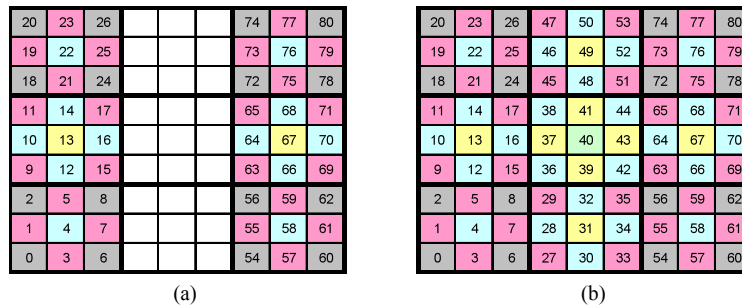 20 23 26 74 77 80 20 23 26 47 50 53 74 77 80
19 22 25 73 76 79 19 22 25 46 49 52 73 76 79
18 21 24 72 75 78 18 21 24 45 48 51 72 75 78
11 14 17 65 68 71 11 14 17 38 41 44 65 68 71
10 13 16 64 67 70 10 13 16 37 40 43 64 67 70
9 12 15 63 66 69 9 12 15 36 39 42 63 66 69
2 5 8 56 59 62 2 5 8 29 32 35 56 59 62
1 4 7 55 58 61 1 4 7 28 31 34 55 58 61
0 3 6 54 57 60 0 3 6 27 30 33 54 57 60
(a) (b)